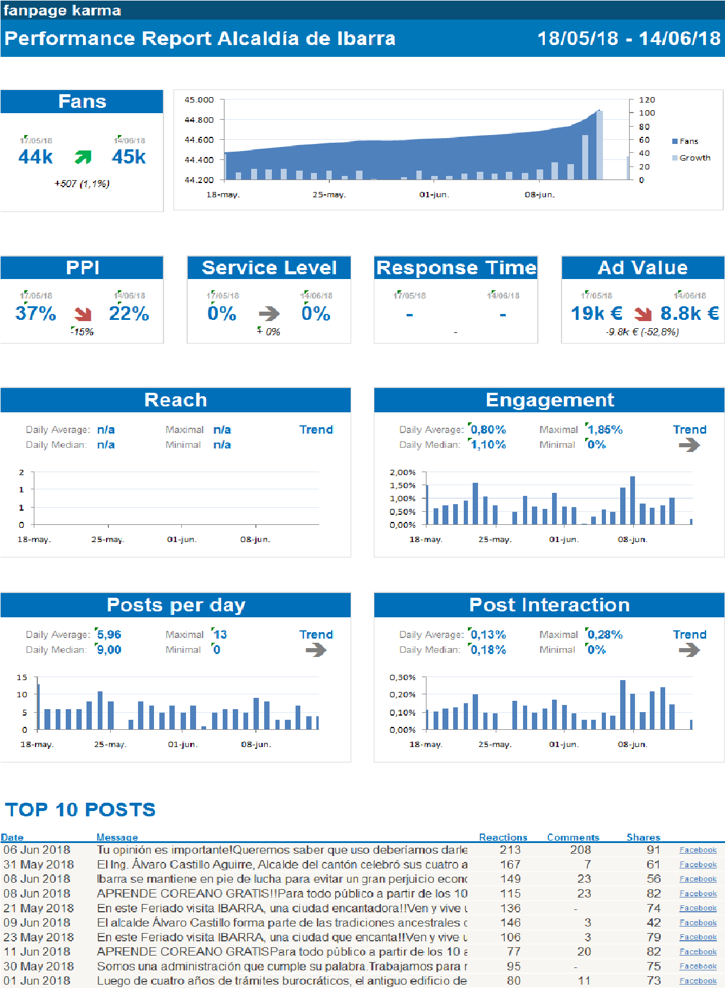 fanpage karma
Performance Report Alcaldía de Ibarra 18/05/18 - 14/06/18
Fans
17/05/18 14/06/18
44k 45k
+507 (1,1%)
45.000
44.800
44.600
44.400
44.200
120
100
80
60
40
20
0
18-may. 25-may. 01-jun. 08-jun.
Fans
Growth
PPI
17/05/18 14/06/18
37% 22%
-15%
Service Level
17/05/18 14/06/18
0% 0%
+ 0%
Response Time
17/05/18 14/06/18
- -
-
Ad Value
17/05/18 14/06/18
19k € 8.8k €
-9.8k € (-52,8%)
Reach
Daily Average: n/a Maximal n/a Trend
Daily Median: n/a Minimal n/a
2
1
1
0
18-may. 25-may. 01-jun. 08-jun.
Engagement
Daily Average: 0,80% Maximal 1,85% Trend
Daily Median: 1,10% Minimal 0%
2,00%
1,50%
1,00%
0,50%
0,00%
18-may. 25-may. 01-jun. 08-jun.
Posts per day
Daily Average: 5,96 Maximal 13 Trend
Daily Median: 9,00 Minimal 0
15
10
5
0
18-may. 25-may. 01-jun. 08-jun.
Post Interaction
Daily Average: 0,13% Maximal 0,28% Trend
Daily Median: 0,18% Minimal 0%
0,30%
0,20%
0,10%
0,00%
18-may. 25-may. 01-jun. 08-jun.
TOP 10 POSTS
Date Message Reactions Comments Shares
06 Jun 2018 Tu opinión es importante!Queremos saber que uso deberíamos darle 213 208 91 Facebook
31 May 2018 El Ing. Álvaro Castillo Aguirre, Alcalde del cantón celebró sus cuatro a 167 7 61 Facebook
08 Jun 2018 Ibarra se mantiene en pie de lucha para evitar un gran perjuicio econo 149 23 56 Facebook
08 Jun 2018 APRENDE COREANO GRATIS!!Para todo público a partir de los 10 115 23 82 Facebook
21 May 2018 En este Feriado visita IBARRA, una ciudad encantadora!!Ven y vive u 136 - 74 Facebook
09 Jun 2018 El alcalde Álvaro Castillo forma parte de las tradiciones ancestrales 146 3 42 Facebook
23 May 2018 En este Feriado visita IBARRA, una ciudad que encanta!!Ven y vive u 106 3 79 Facebook
11 Jun 2018 APRENDE COREANO GRATISPara todo público a partir de los 10 a 77 20 82 Facebook
30 May 2018 Somos una administración que cumple su palabra.Trabajamos para 95 - 75 Facebook
01 Jun 2018 Luego de cuatro años de trámites burocráticos, el antiguo edificio de 80 11 73 Facebook